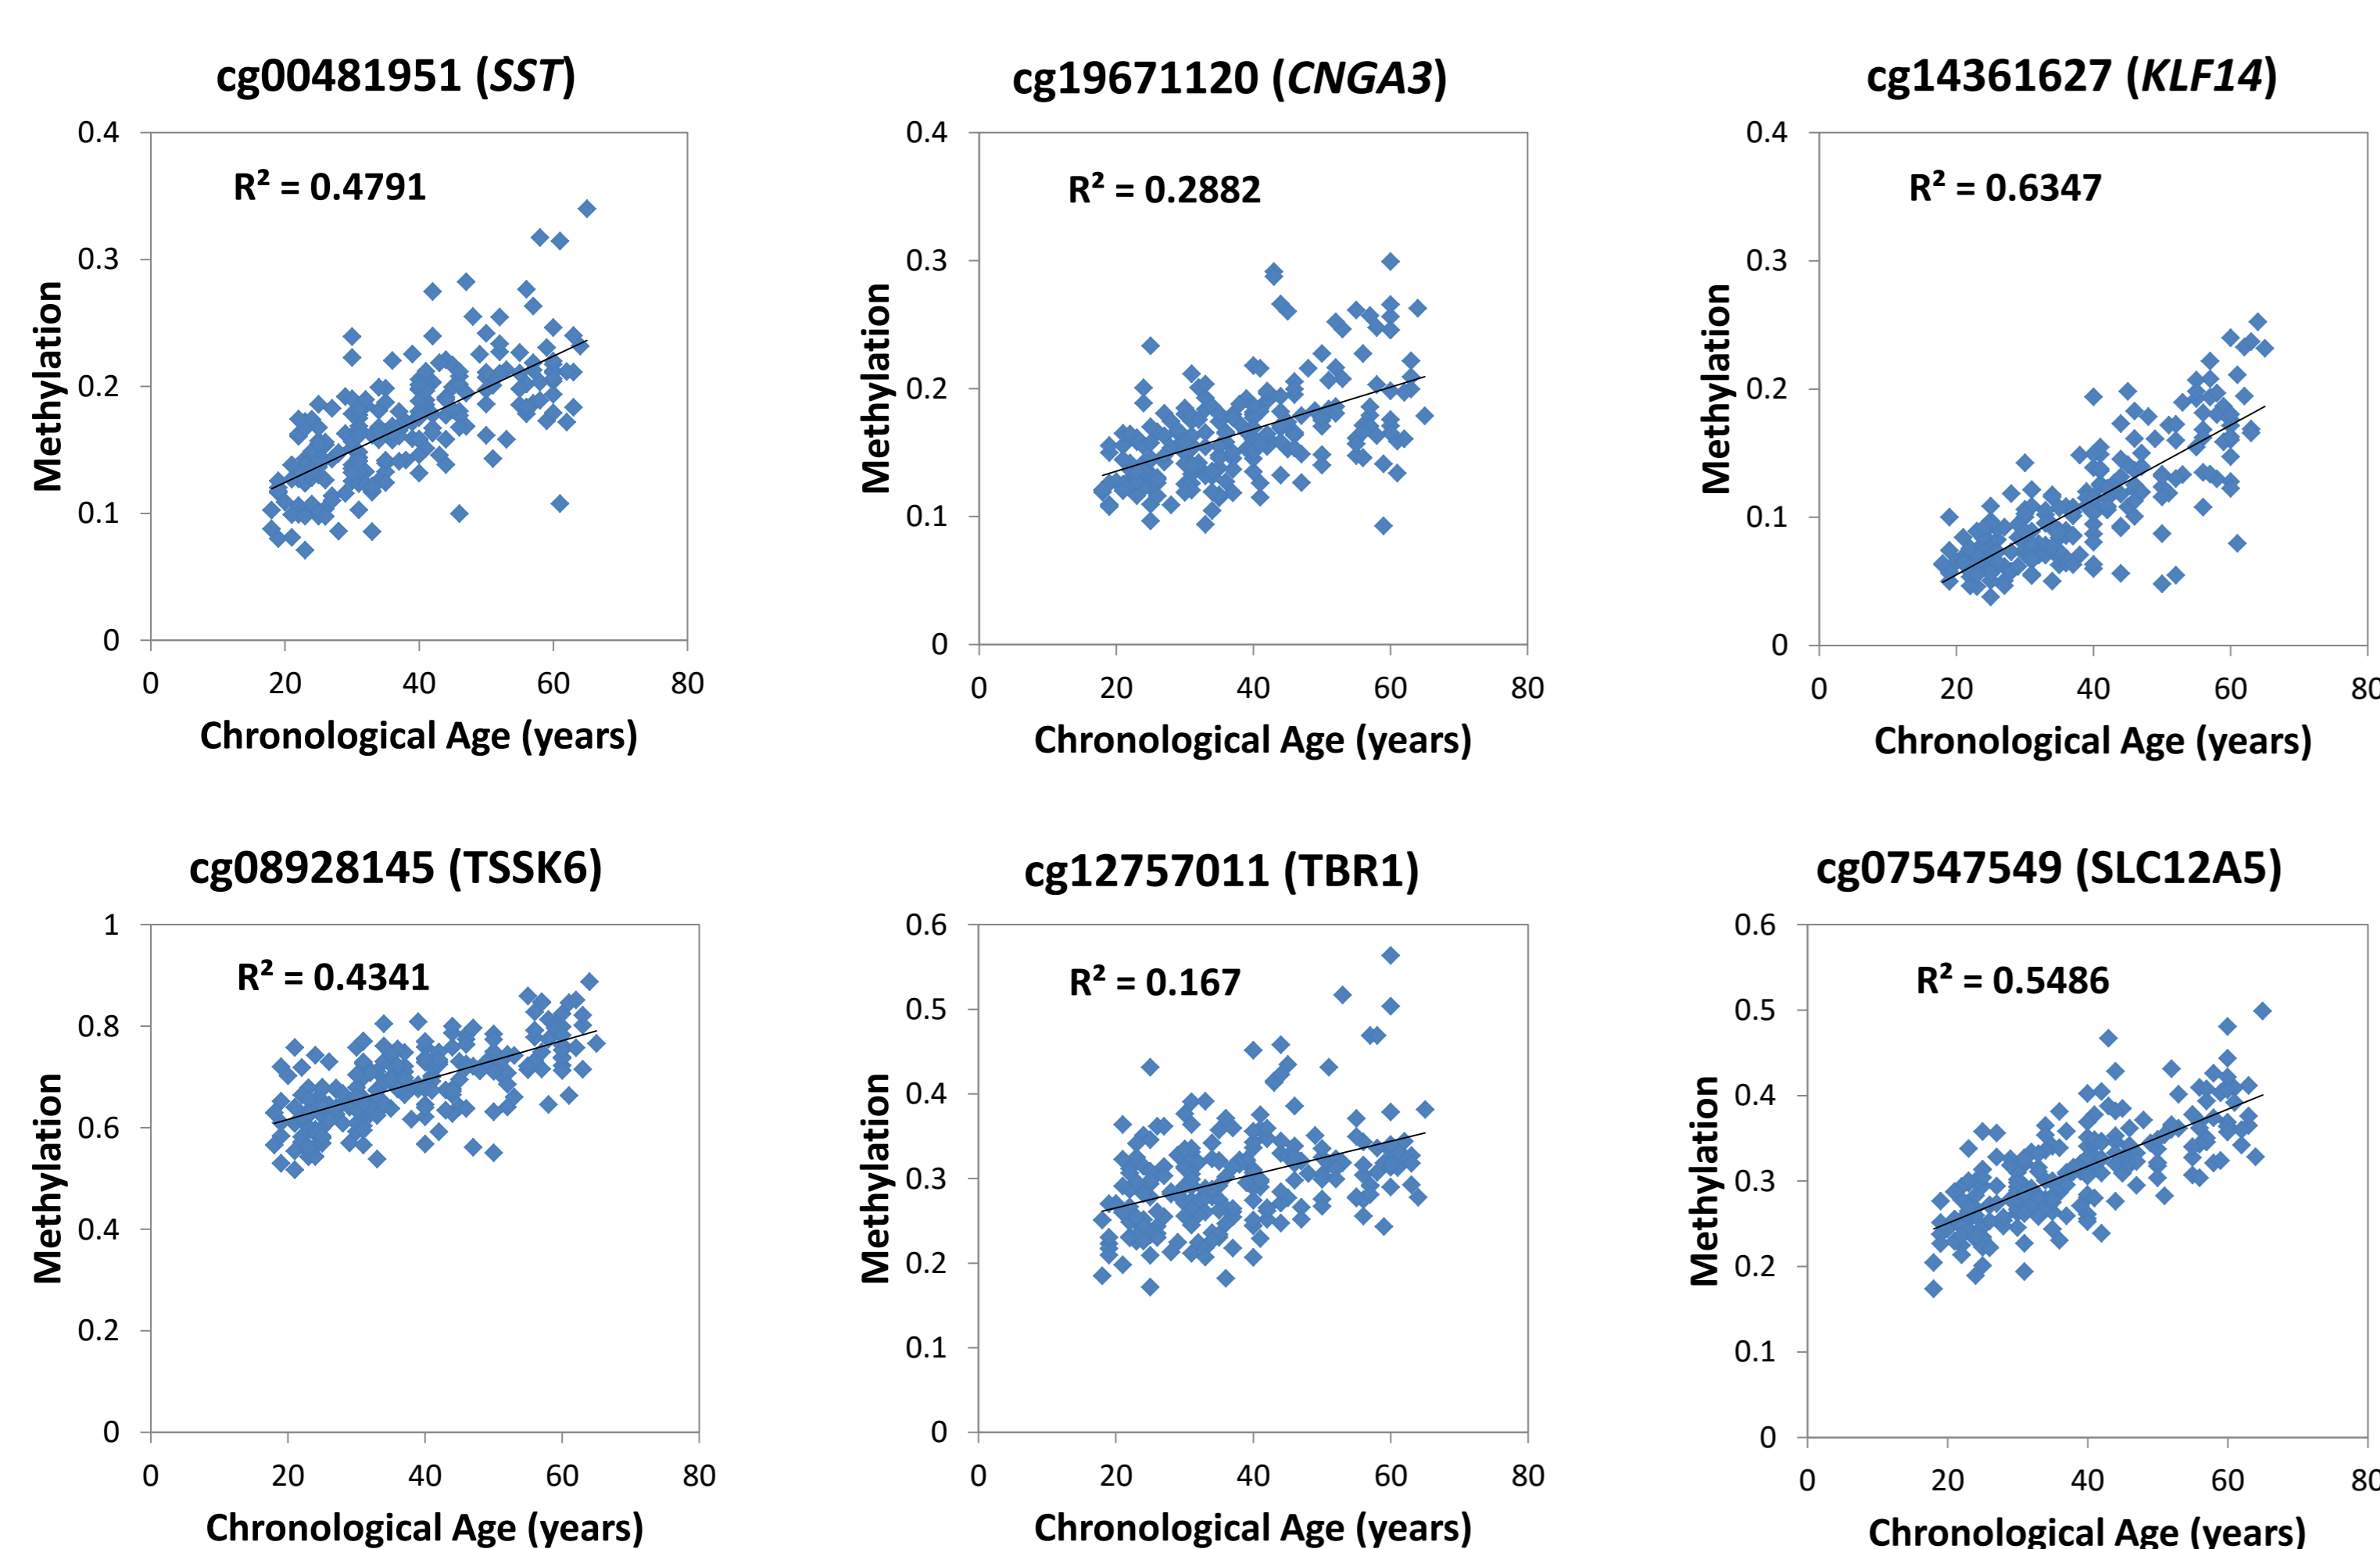 cg00481951 (SST)
R² = 0.4791
Methylation
0.4
0.3
0.2
0.1
0
0 20 40 60 80
Chronological Age (years)
cg19671120 (CNGA3)
R² = 0.2882
Methylation
0.4
0.3
0.2
0.1
0
0 20 40 60 80
Chronological Age (years)
cg14361627 (KLF14)
R² = 0.6347
Methylation
0.4
0.3
0.2
0.1
0
0 20 40 60 80
Chronological Age (years)
cg08928145 (TSSK6)
R² = 0.4341
Methylation
1
0.8
0.6
0.4
0.2
0
0 20 40 60 80
Chronological Age (years)
cg12757011 (TBR1)
R² = 0.167
Methylation
0.6
0.5
0.4
0.3
0.2
0.1
0
0 20 40 60 80
Chronological Age (years)
cg07547549 (SLC12A5)
R² = 0.5486
Methylation
0.6
0.5
0.4
0.3
0.2
0.1
0
0 20 40 60 80
Chronological Age (years)